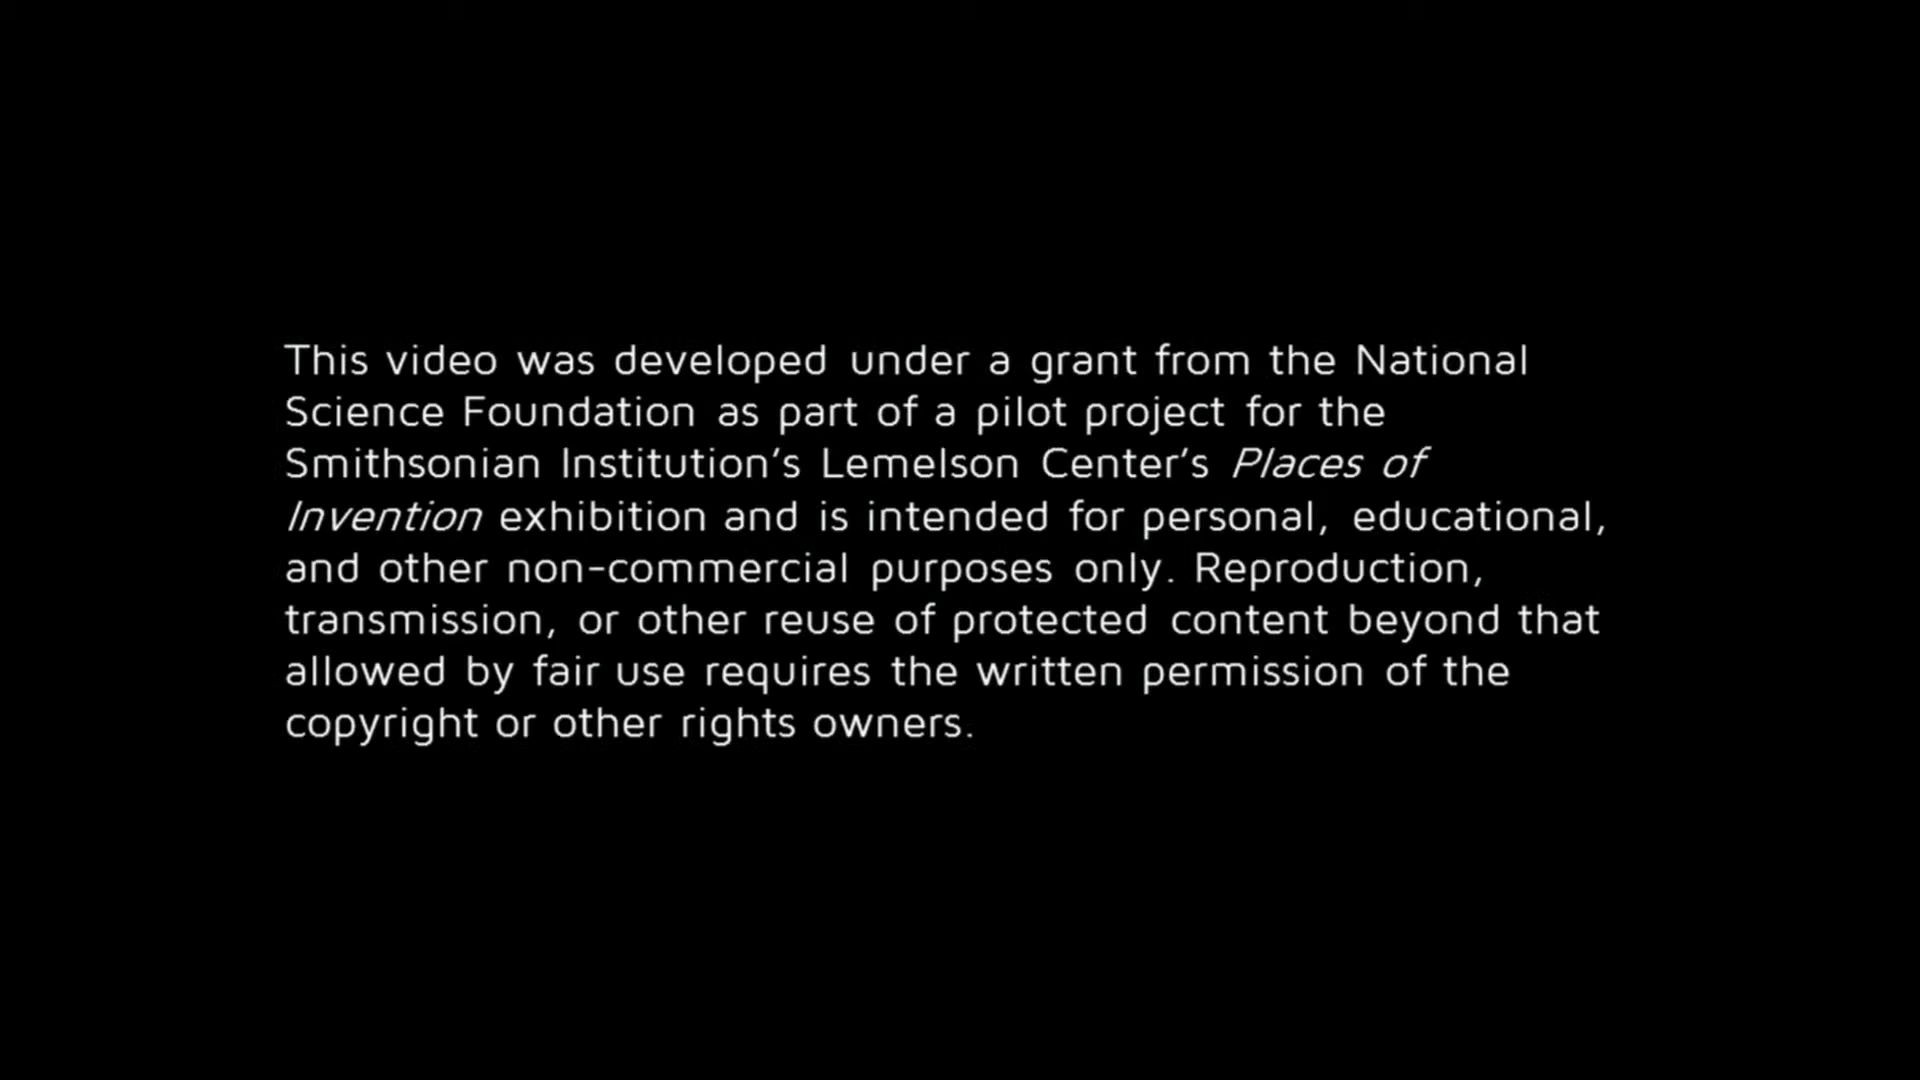 This video was developed under a grant from the National
Science Foundation as part of a pilot project for the
Smithsonian Institution’s Lemelson Center’s Places of
Invention exhibition and is intended for personal, educational,
and other non-commercial purposes only. Reproduction,
transmission, or other reuse of protected content beyond that
allowed by fair use requires the written permission of the
copyright or other rights owners.